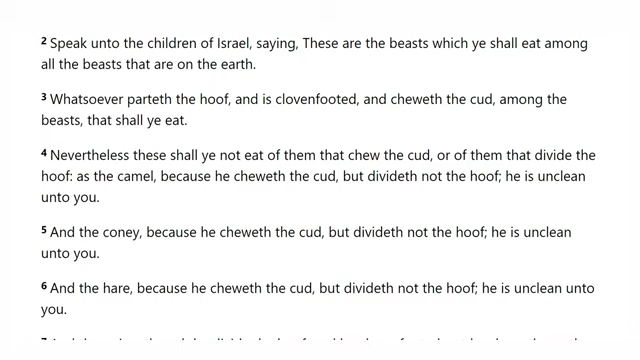 2 Speak unto the children of Israel, saying, These are the beasts which ye shall eat among
all the beasts that are on the earth.
3 Whatsoever parteth the hoof, and is clovenfooted, and cheweth the cud, among the
beasts, that shall ye eat.
4 Nevertheless these shall ye not eat of them that chew the cud, or of them that divide the
hoof: as the camel, because he cheweth the cud, but divideth not the hoof; he is unclean
unto you.
5 And the coney, because he cheweth the cud, but divideth not the hoof; he is unclean
unto you.
6 And the hare, because he cheweth the cud, but divideth not the hoof; he is unclean unto
you.